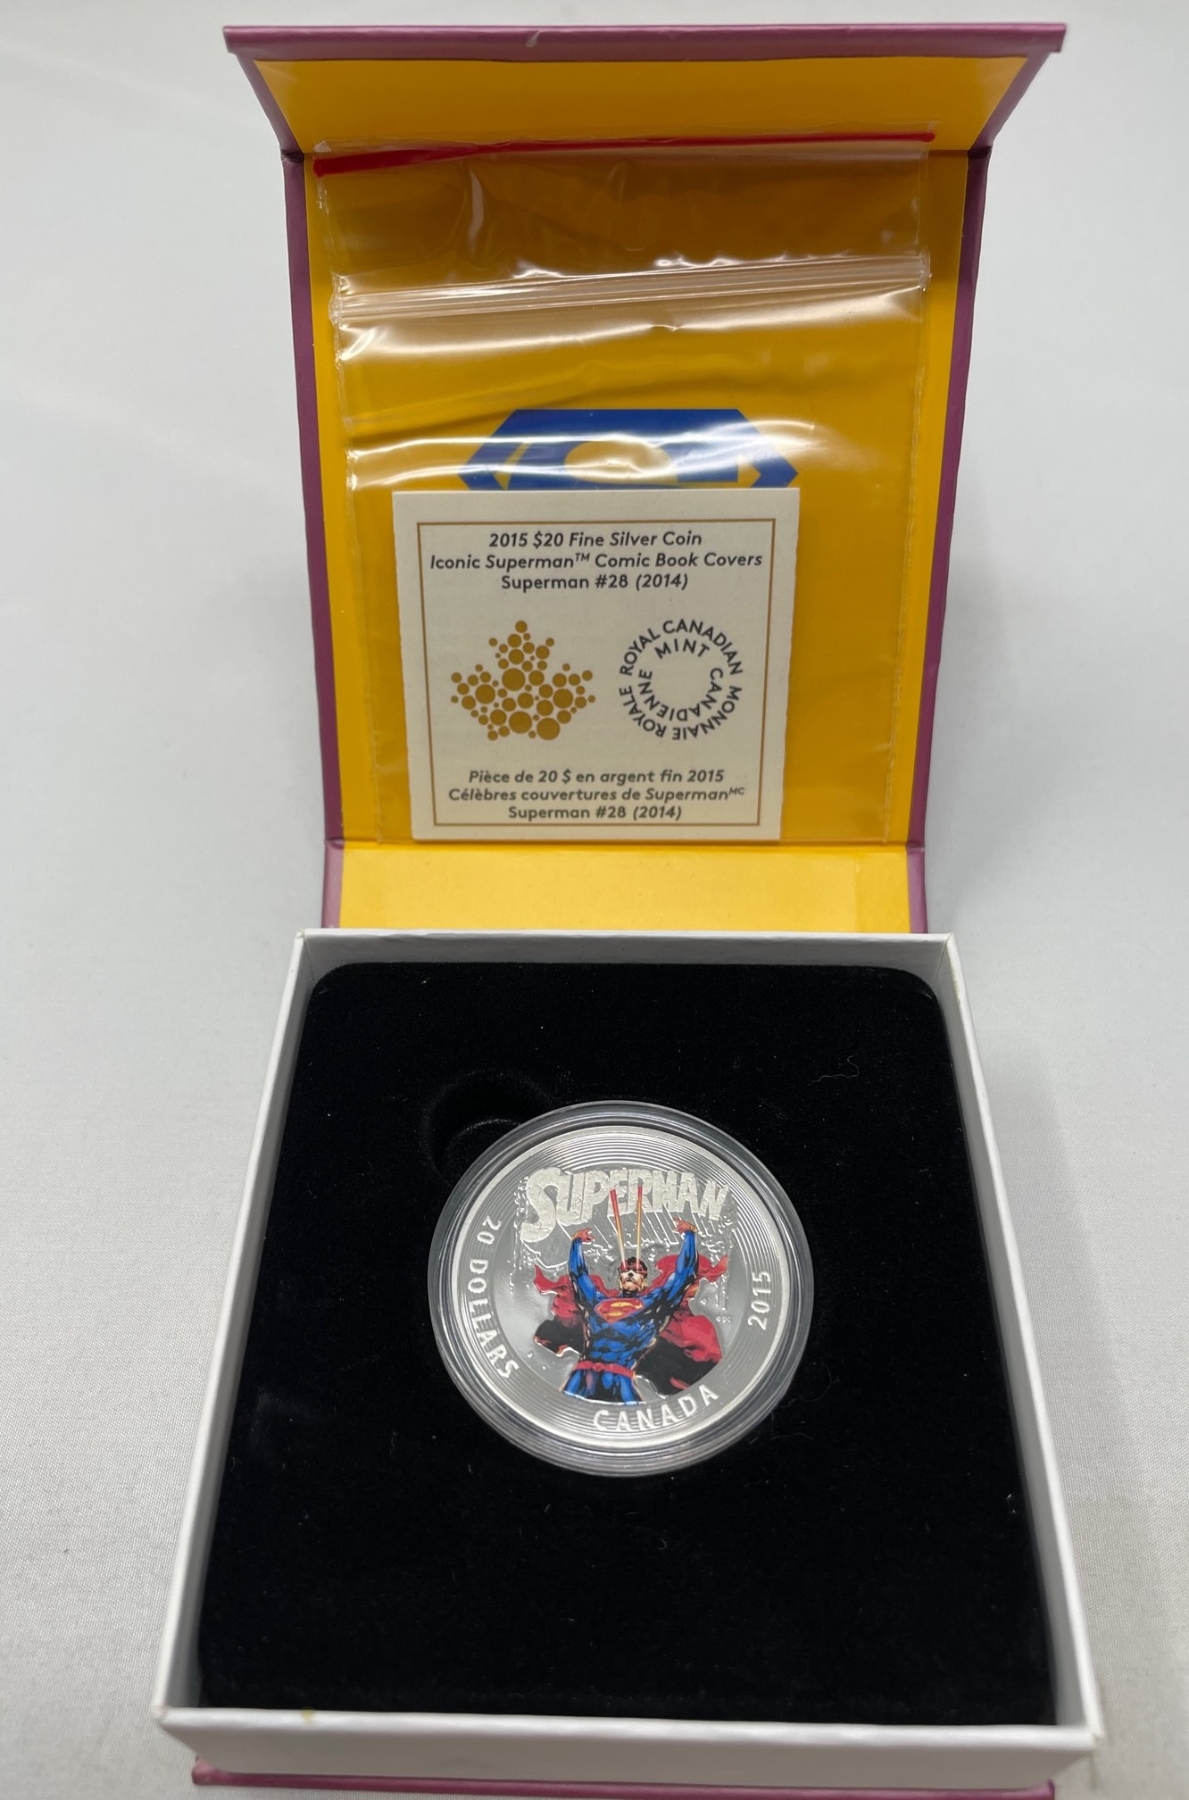 2015 $20 Fine Silver Coin
Iconic Superman™ Comic Book Covers
Superman #28 (2014)
ROYAL CANADIAN MINT
MONNAIE ROYALE CANADIENNE
Pièce de 20 $ en argent fin 2015
Célèbres couvertures de Superman ᴹᶜ
Superman #28 (2014)
SUPERMAN
20 DOLLARS
CANADA
2015